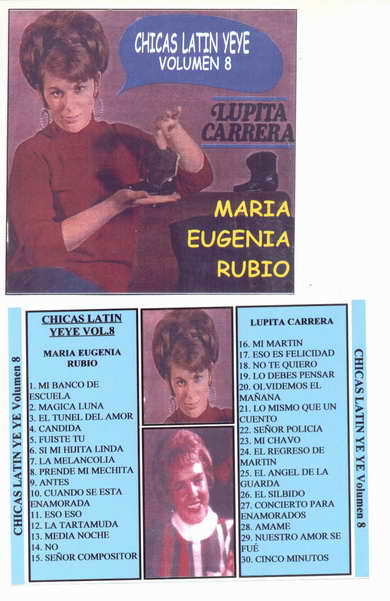 CHICAS LATIN YEYE
VOLUMEN 8
LUPITA
CARRERA
MARIA
EUGENIA
RUBIO
CHICAS LATIN YE YE Volumen 8
CHICAS LATIN
YEYE VOL.8
MARIA EUGENIA
RUBIO
1. MI BANCO DE
ESCUELA
2. MAGICA LUNA
3. EL TUNEL DEL AMOR
4. CANDIDA
5. FUISTE TU
6. SI MI HIJITA LINDA
7. LA MELANCOLIA
8. PRENDE MI MECHITA
9. ANTES
10. CUANDO SE ESTA
ENAMORADA
11. ESO ESO
12. LA TARTAMUDA
13. MEDIA NOCHE
14. NO
15. SEÑOR COMPOSITOR
LUPITA CARRERA
16. MI MARTIN
17. ESO ES FELICIDAD
18. NO TE QUIERO
19. LO DEBES PENSAR
20. OLVIDEMOS EL
MAÑANA
21. LO MISMO QUE UN
CUENTO
22. SEÑOR POLICIA
23. MI CHAVO
24. EL REGRESO DE
MARTIN
25. EL ANGEL DE LA
GUARDA
26. EL SILBIDO
27. CONCIERTO PARA
ENAMORADOS
28. AMAME
29. NUESTRO AMOR SE
FUÉ
30. CINCO MINUTOS
CHICAS LATIN YE YE Volumen 8